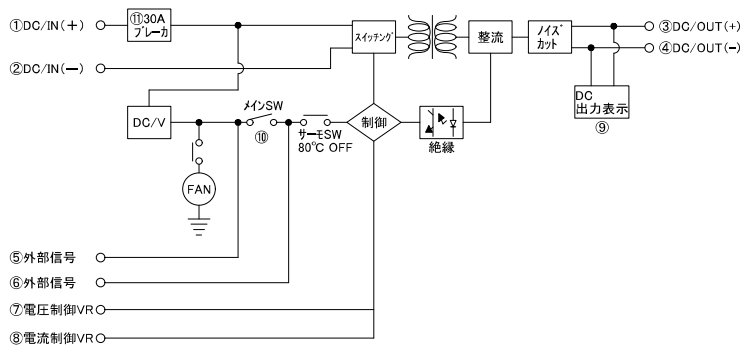 ①DC/IN(+)
⑪30A
ブレーカ
スイッチング
整流
ノイズ
カット
③DC/OUT(+)
④DC/OUT(-)
②DC/IN(-)
DC
出力表示
⑨
DC/V
メインSW
⑩
サーモSW
80°C OFF
制御
絶縁
FAN
⑤外部信号
⑥外部信号
⑦電圧制御VR
⑧電流制御VR